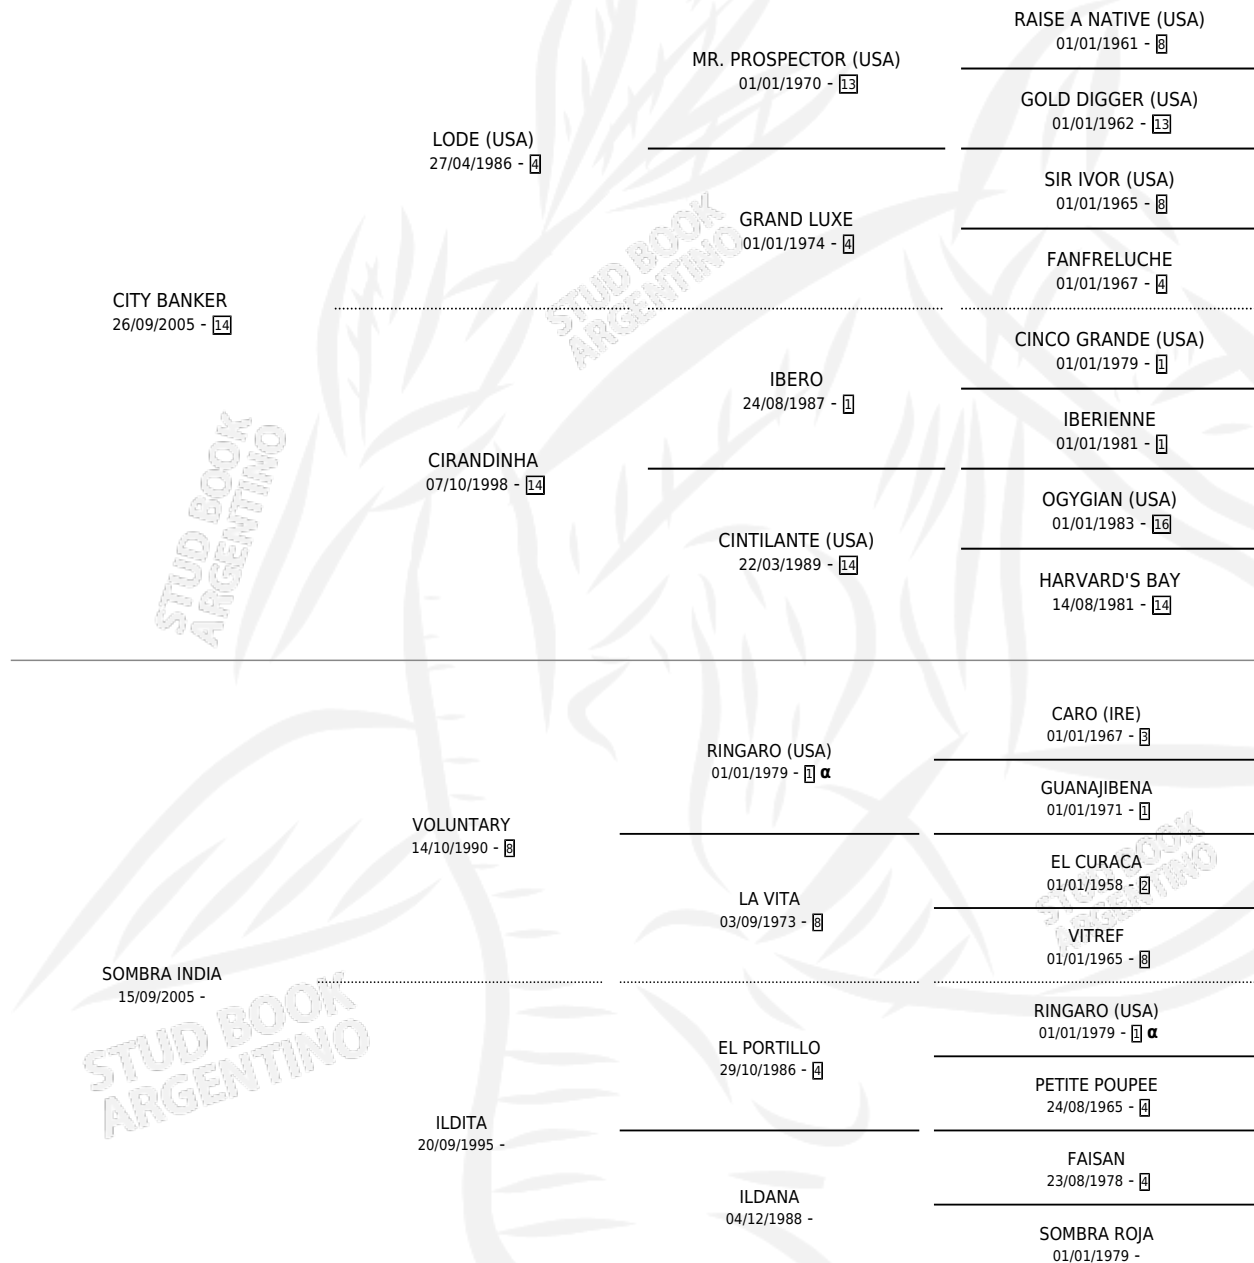 RAISE A NATIVE (USA)
01/01/1961 - 8
MR. PROSPECTOR (USA)
01/01/1970 - 13
GOLD DIGGER (USA)
01/01/1962 - 13
LODE (USA)
27/04/1986 - 4
SIR IVOR (USA)
01/01/1965 - 8
GRAND LUXE
01/01/1974 - 4
FANFRELUCHE
01/01/1967 - 4
CITY BANKER
26/09/2005 - 14
CINCO GRANDE (USA)
01/01/1979 - 1
IBERO
24/08/1987 - 1
IBERIENNE
01/01/1981 - 1
CIRANDINHA
07/10/1998 - 14
OGYGIAN (USA)
01/01/1983 - 16
CINTILANTE (USA)
22/03/1989 - 14
HARVARD'S BAY
14/08/1981 - 14
CARO (IRE)
01/01/1967 - 3
RINGARO (USA)
01/01/1979 - 1 α
GUANAJIBENA
01/01/1971 - 1
VOLUNTARY
14/10/1990 - 8
EL CURACA
01/01/1958 - 2
LA VITA
03/09/1973 - 8
VITREF
01/01/1965 - 8
SOMBRA INDIA
15/09/2005 -
RINGARO (USA)
01/01/1979 - 1 α
EL PORTILLO
29/10/1986 - 4
PETITE POUPEE
24/08/1965 - 4
ILDITA
20/09/1995 -
FAISAN
23/08/1978 - 4
ILDANA
04/12/1988 -
SOMBRA ROJA
01/01/1979 -
STUD BOOK
ARGENTINO
STUD BOOK
ARGENTINO
STUD BOOK
ARGENTINO
STUD BOOK
ARGENTINO